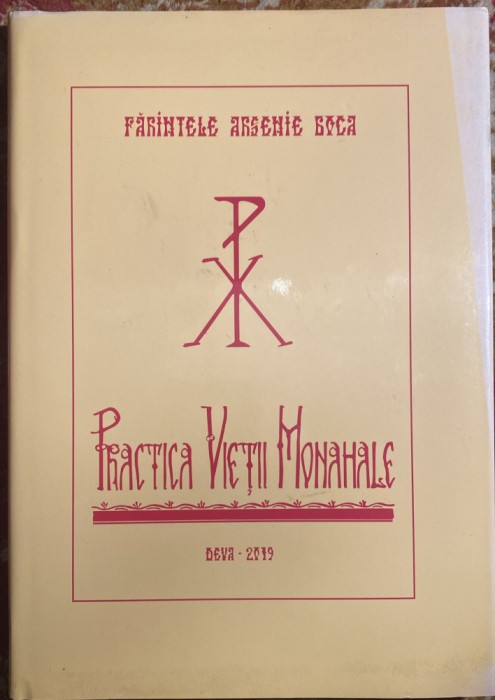 PĂRINTELE ARSENIE BOCA
PRACTICA VIEȚII MONAHALE
DEVA - 2019